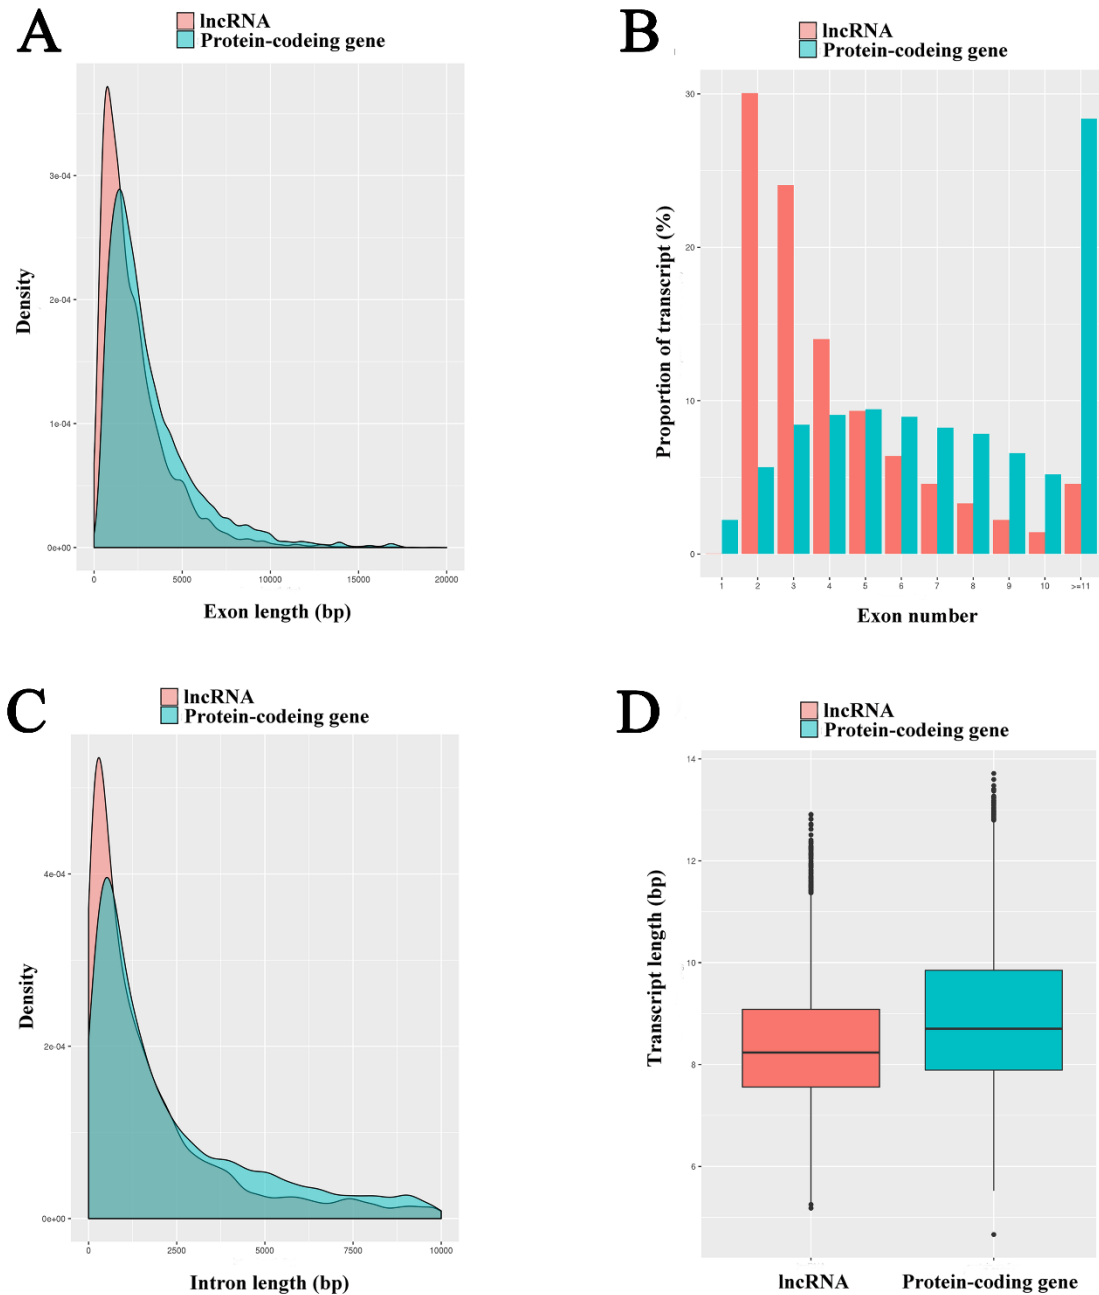 A
lncRNA
Protein-codeing gene
3e-04
2e-04
1e-04
0e+00
Density
0
5000
10000
15000
20000
Exon length (bp)
B
lncRNA
Protein-codeing gene
30
20
10
0
Proportion of transcript (%)
1
2
3
4
5
6
7
8
9
10
>=11
Exon number
C
lncRNA
Protein-codeing gene
4e-04
2e-04
0e+00
Density
0
2500
5000
7500
10000
Intron length (bp)
D
lncRNA
Protein-codeing gene
14
12
10
8
6
Transcript length (bp)
lncRNA
Protein-coding gene